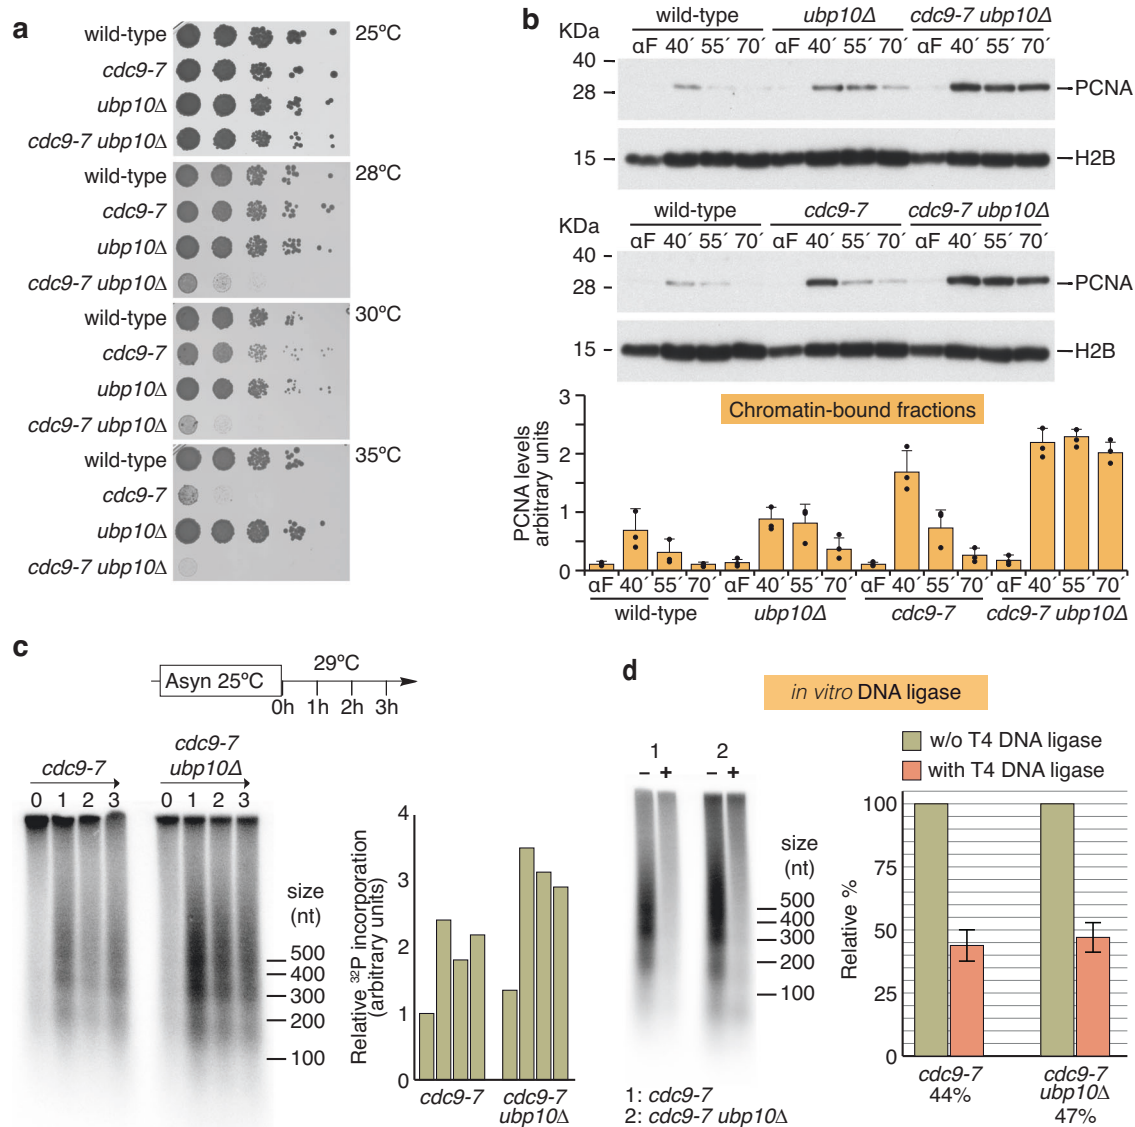 a
wild-type 25ºC
cdc9-7
ubp10Δ
cdc9-7 ubp10Δ
wild-type 28ºC
cdc9-7
ubp10Δ
cdc9-7 ubp10Δ
wild-type 30ºC
cdc9-7
ubp10Δ
cdc9-7 ubp10Δ
wild-type 35ºC
cdc9-7
ubp10Δ
cdc9-7 ubp10Δ
b
wild-type ubp10Δ cdc9-7 ubp10Δ
KDa αF 40´ 55´ 70´ αF 40´ 55´ 70´ αF 40´ 55´ 70´
40
28 PCNA
15 H2B
wild-type cdc9-7 cdc9-7 ubp10Δ
KDa αF 40´ 55´ 70´ αF 40´ 55´ 70´ αF 40´ 55´ 70´
40
28 PCNA
15 H2B
Chromatin-bound fractions
PCNA levels
arbitrary units
3
2
1
0
αF 40´ 55´ 70´ αF 40´ 55´ 70´ αF 40´ 55´ 70´ αF 40´ 55´ 70´
wild-type ubp10Δ cdc9-7 cdc9-7 ubp10Δ
c
29ºC
Asyn 25ºC
0h 1h 2h 3h
cdc9-7
cdc9-7
ubp10Δ
0 1 2 3 0 1 2 3
size
(nt)
500
400
300
200
100
Relative ³²P incorporation
(arbitrary units)
4
3
2
1
0
cdc9-7
cdc9-7
ubp10Δ
d
in vitro DNA ligase
1 2
– + – +
size
(nt)
500
400
300
200
100
1: cdc9-7
2: cdc9-7 ubp10Δ
w/o T4 DNA ligase
with T4 DNA ligase
Relative %
100
75
50
25
0
cdc9-7
44%
cdc9-7
ubp10Δ
47%